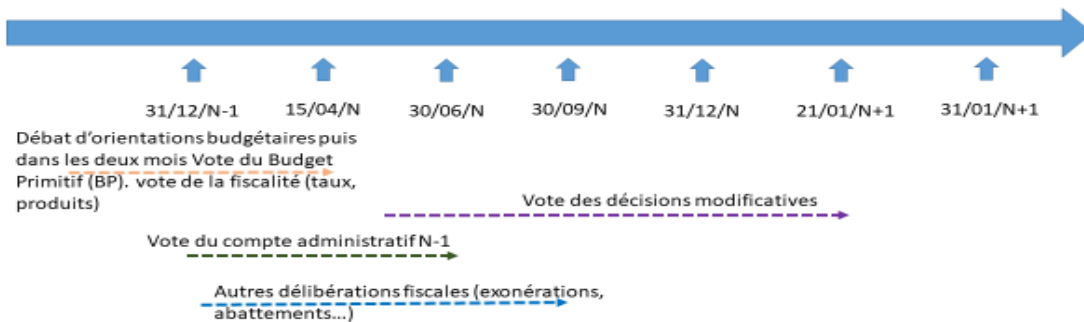 31/12/N-1 15/04/N 30/06/N 30/09/N 31/12/N 21/01/N+1 31/01/N+1
Débat d'orientations budgétaires puis
dans les deux mois Vote du Budget
Primitif (BP). vote de la fiscalité (taux,
produits)
Vote des décisions modificatives
Vote du compte administratif N-1
Autres délibérations fiscales (exonérations,
abattements...)